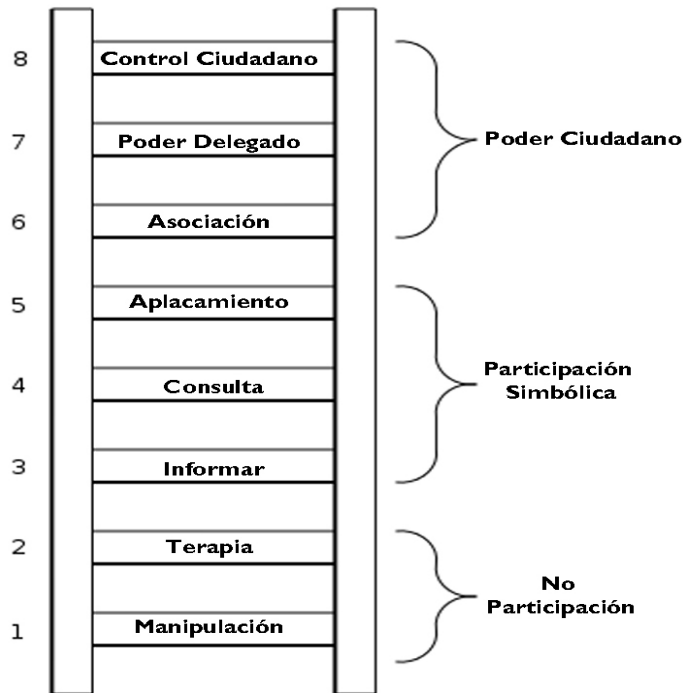 8 Control Ciudadano
7 Poder Delegado
Poder Ciudadano
6 Asociación
5 Aplacamiento
4 Consulta
Participación
Simbólica
3 Informar
2 Terapia
No
Participación
1 Manipulación